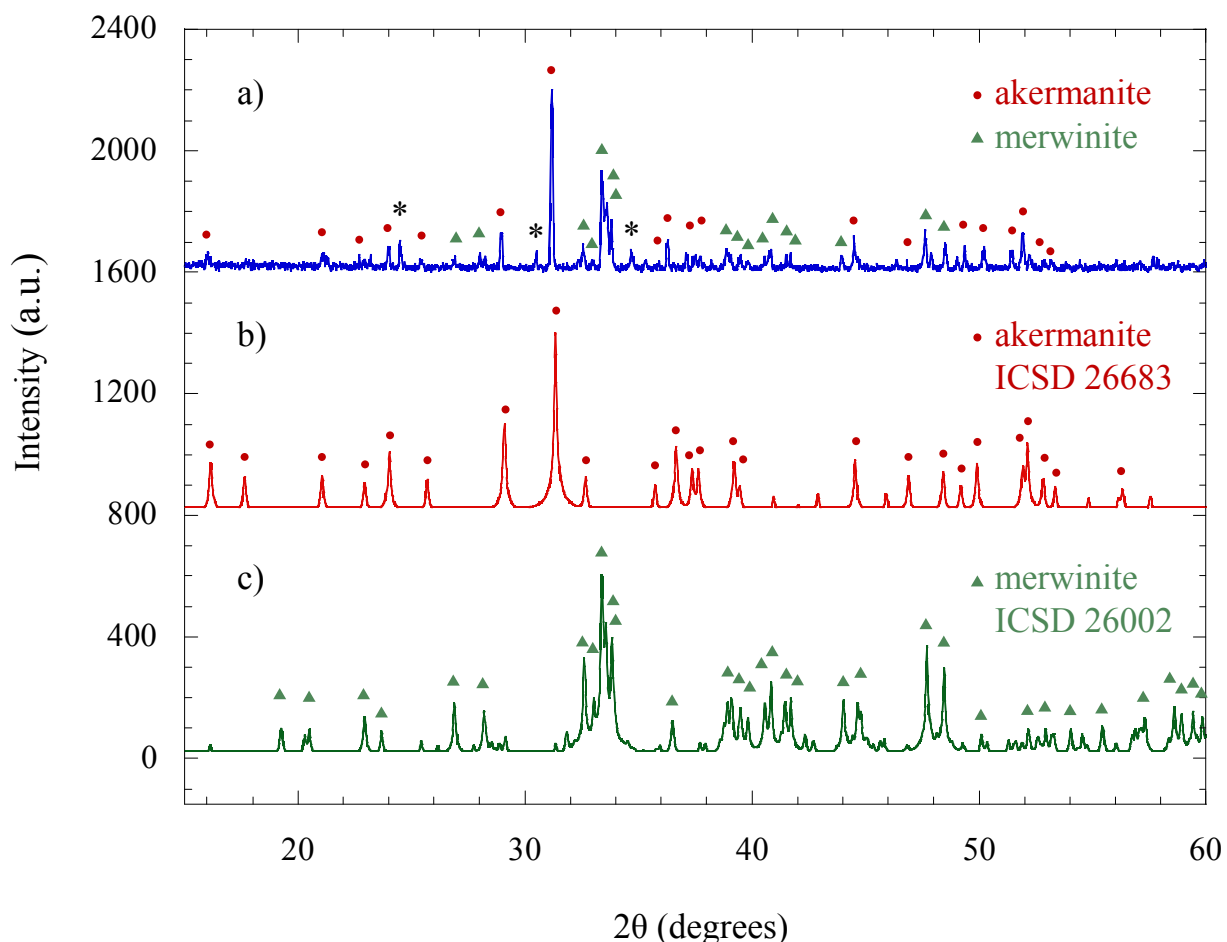 2400
2000
1600
1200
800
400
0
Intensity (a.u.)
a)
akermanite
merwinite
*
*
*
b)
akermanite
ICSD 26683
c)
merwinite
ICSD 26002
20
30
40
50
60
2θ (degrees)